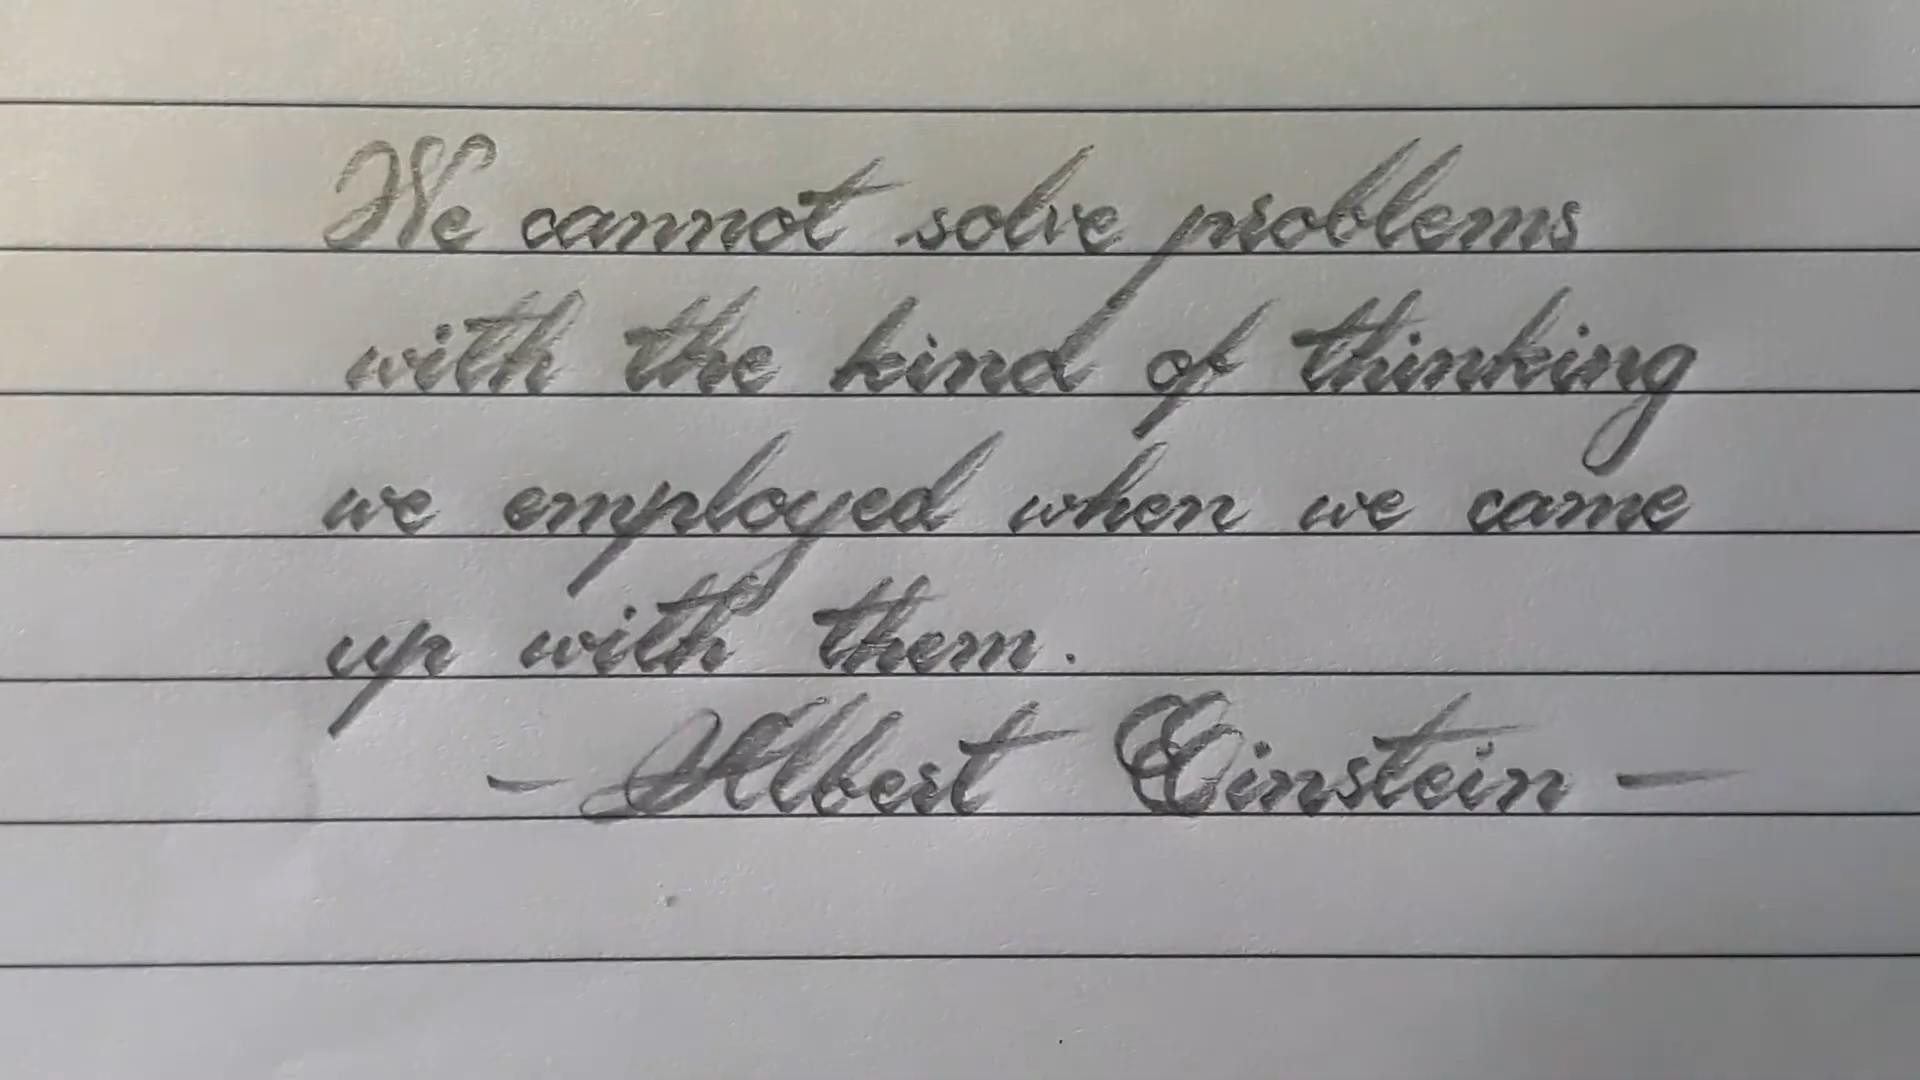 We cannot solve problems
with the kind of thinking
we employed when we came
up with them.
- Albert Einstein -